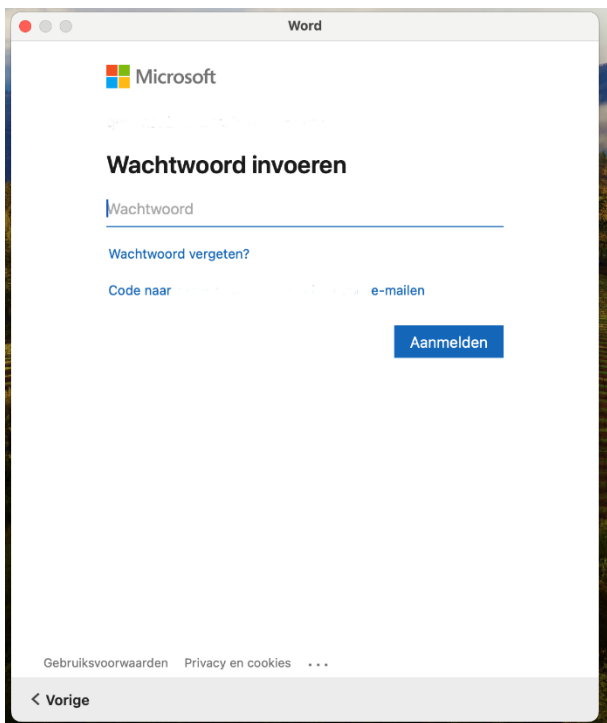 Word
Microsoft
Wachtwoord invoeren
Wachtwoord
Wachtwoord vergeten?
Code naar e-mailen
Aanmelden
Gebruiksvoorwaarden Privacy en cookies ...
< Vorige